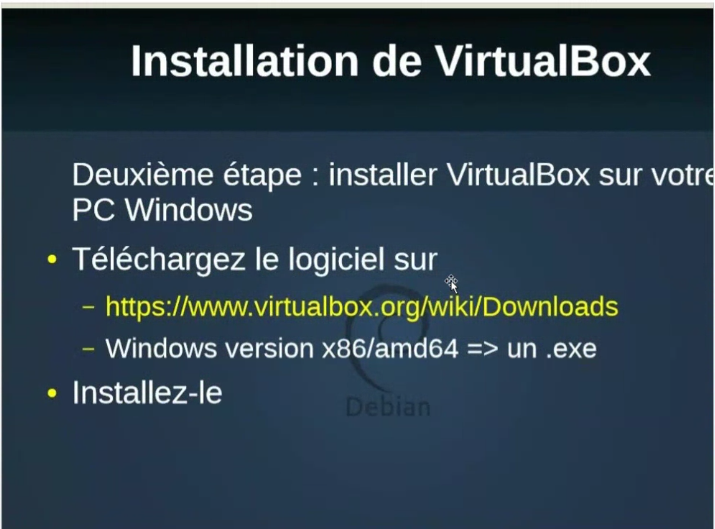 Installation de VirtualBox
Deuxième étape : installer VirtualBox sur votre
PC Windows
• Téléchargez le logiciel sur
– https://www.virtualbox.org/wiki/Downloads
– Windows version x86/amd64 => un .exe
• Installez-le
Debian